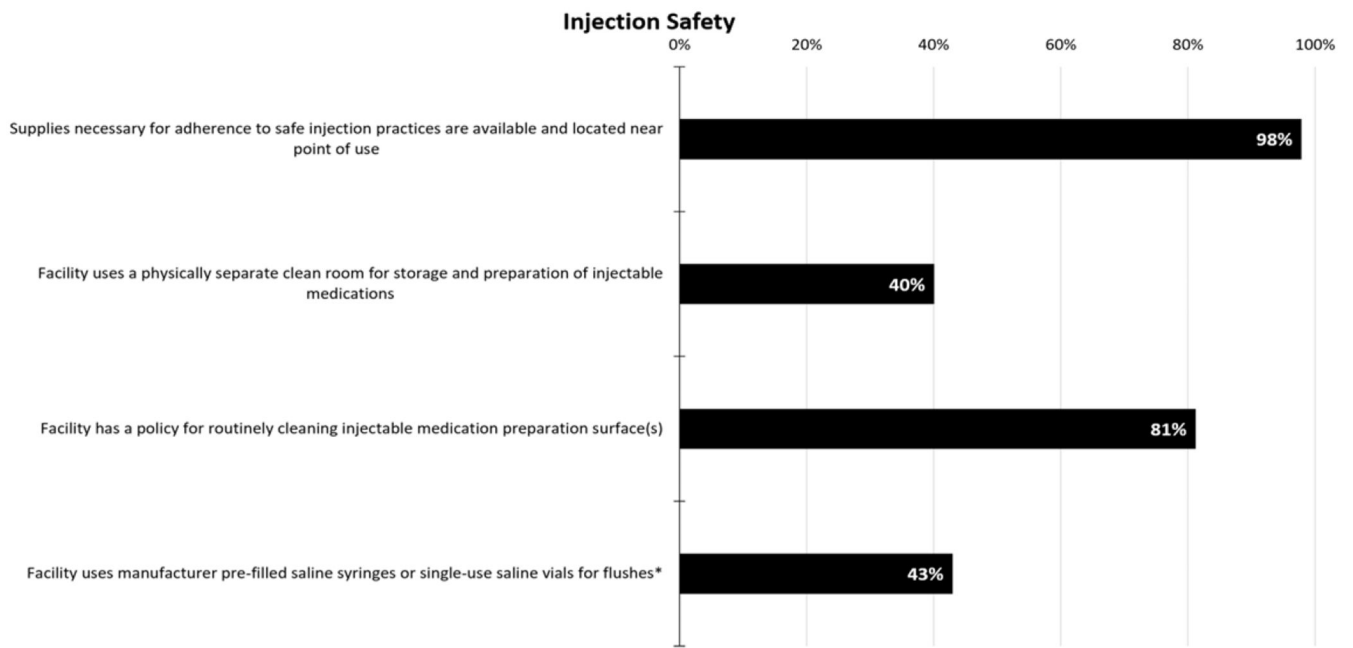 Injection Safety
0% 20% 40% 60% 80% 100%
Supplies necessary for adherence to safe injection practices are available and located near
point of use
98%
Facility uses a physically separate clean room for storage and preparation of injectable
medications
40%
Facility has a policy for routinely cleaning injectable medication preparation surface(s)
81%
Facility uses manufacturer pre-filled saline syringes or single-use saline vials for flushes*
43%